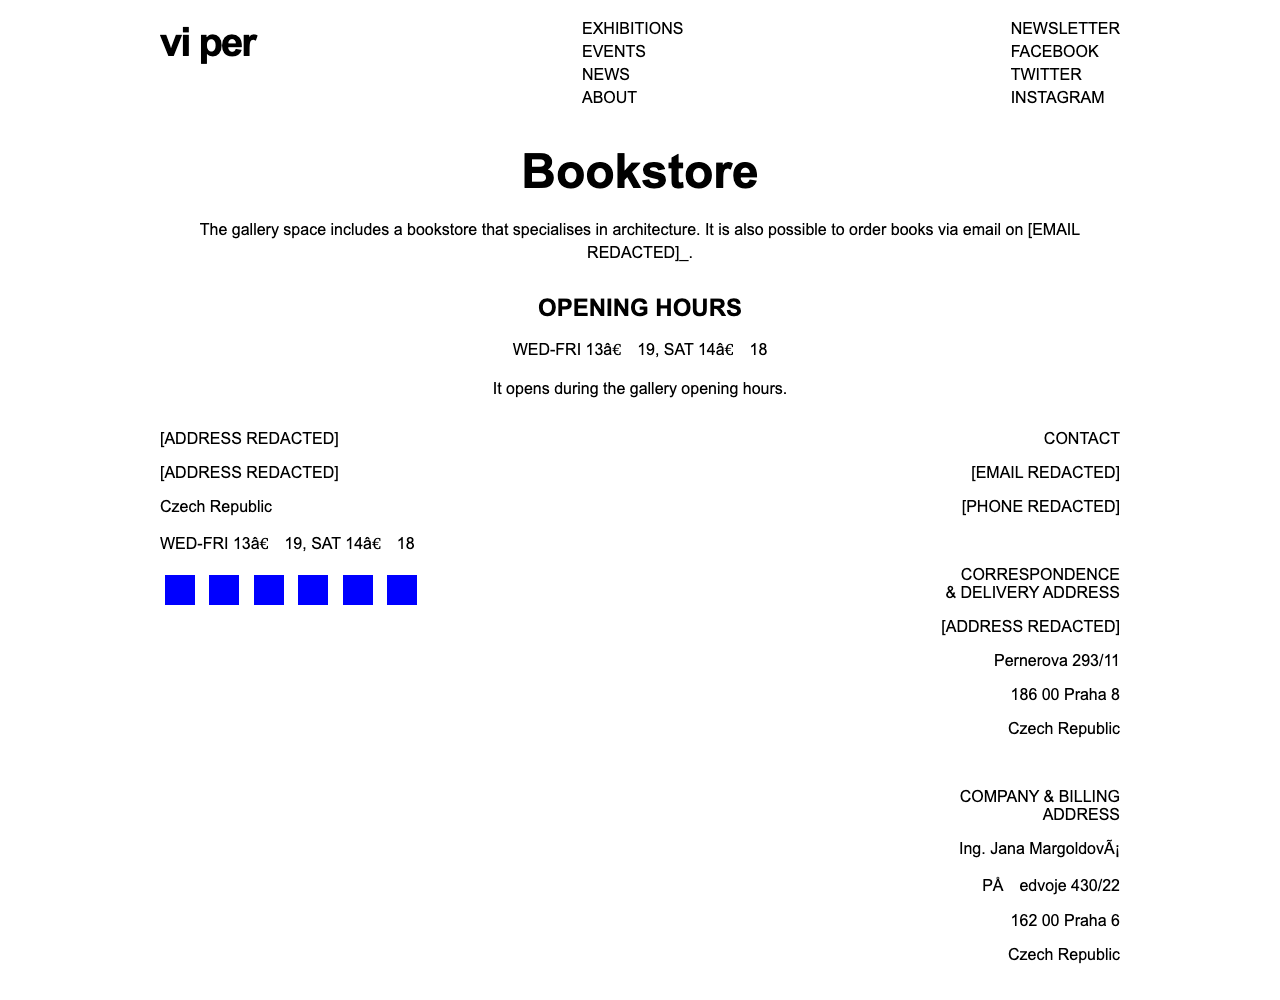 vi per
EXHIBITIONS
EVENTS
NEWS
ABOUT
NEWSLETTER
FACEBOOK
TWITTER
INSTAGRAM
Bookstore
The gallery space includes a bookstore that specialises in architecture. It is also possible to order books via email on [EMAIL
REDACTED]_.
OPENING HOURS
WED-FRI 13â€ 19, SAT 14â€ 18
It opens during the gallery opening hours.
[ADDRESS REDACTED]
[ADDRESS REDACTED]
Czech Republic
WED-FRI 13â€ 19, SAT 14â€ 18
CONTACT
[EMAIL REDACTED]
[PHONE REDACTED]
CORRESPONDENCE
& DELIVERY ADDRESS
[ADDRESS REDACTED]
Pernerova 293/11
186 00 Praha 8
Czech Republic
COMPANY & BILLING
ADDRESS
Ing. Jana MargoldovÃ¡
PÅ edvoje 430/22
162 00 Praha 6
Czech Republic